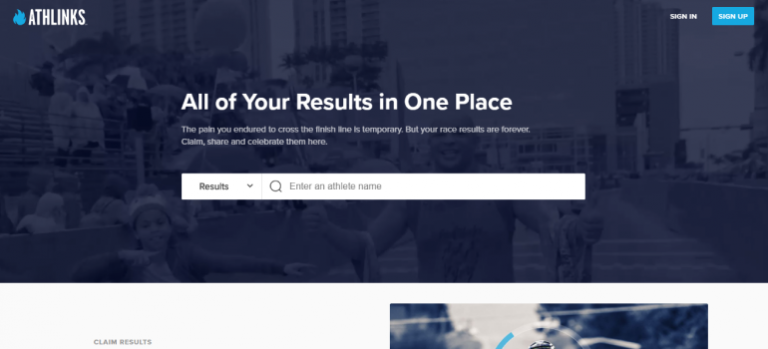 ATHLINKS
SIGN IN
SIGN UP
All of Your Results in One Place
The pain you endured to cross the finish line is temporary. But your race results are forever.
Claim, share and celebrate them here.
Results
Enter an athlete name
CLAIM RESULTS